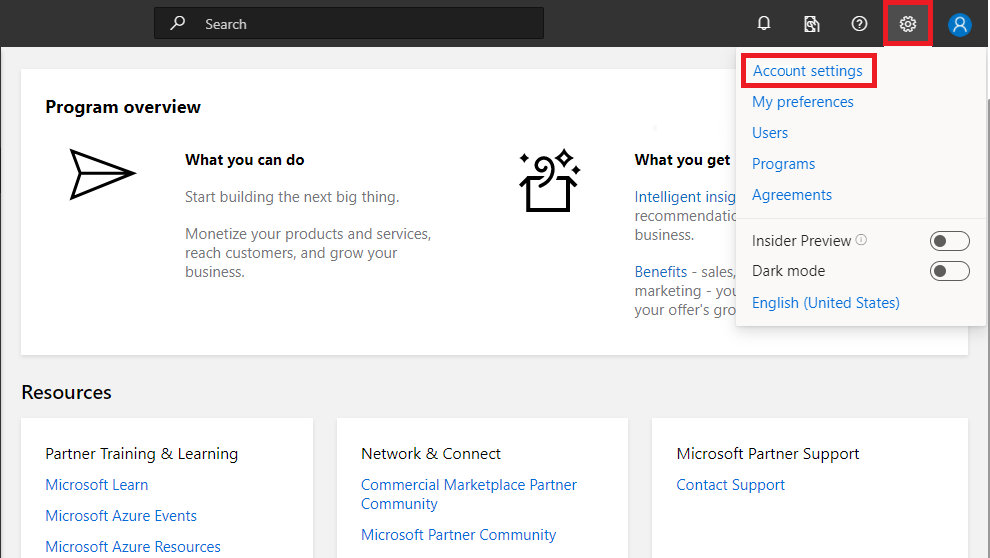 Search
Account settings
My preferences
Users
Programs
Agreements
Insider Preview
Dark mode
English (United States)
Program overview
What you can do
Start building the next big thing.
Monetize your products and services,
reach customers, and grow your
business.
What you get
Intelligent insig
recommendatio
business.
Benefits - sales,
marketing - you
your offer's gro
Resources
Partner Training & Learning
Microsoft Learn
Microsoft Azure Events
Microsoft Azure Resources
Network & Connect
Commercial Marketplace Partner
Community
Microsoft Partner Community
Microsoft Partner Support
Contact Support